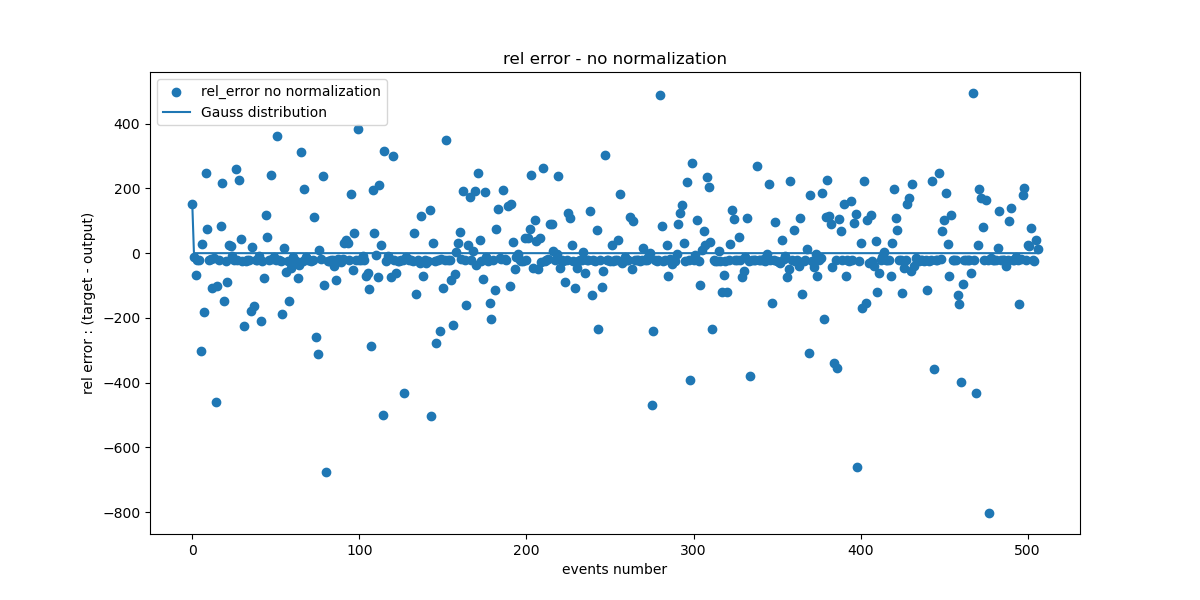 rel error - no normalization
rel_error no normalization
Gauss distribution
rel error : (target - output)
400
200
0
−200
−400
−600
−800
0 100 200 300 400 500
events number